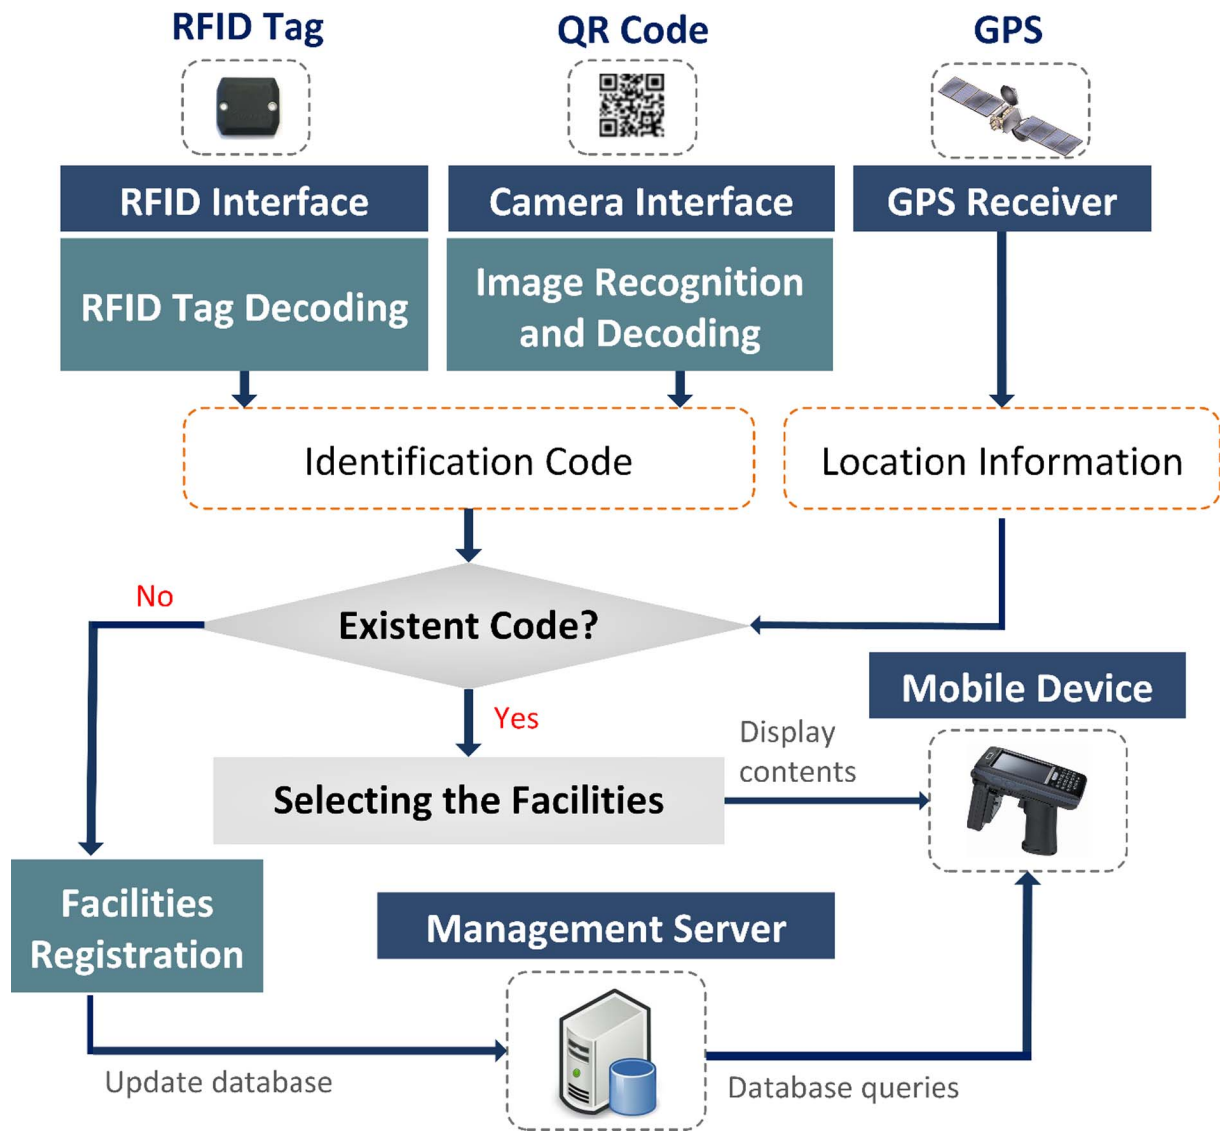 RFID Tag
QR Code
GPS
RFID Interface
Camera Interface
GPS Receiver
RFID Tag Decoding
Image Recognition
and Decoding
Identification Code
Location Information
No
Existent Code?
Yes
Mobile Device
Display
contents
Selecting the Facilities
Facilities
Registration
Management Server
Update database
Database queries